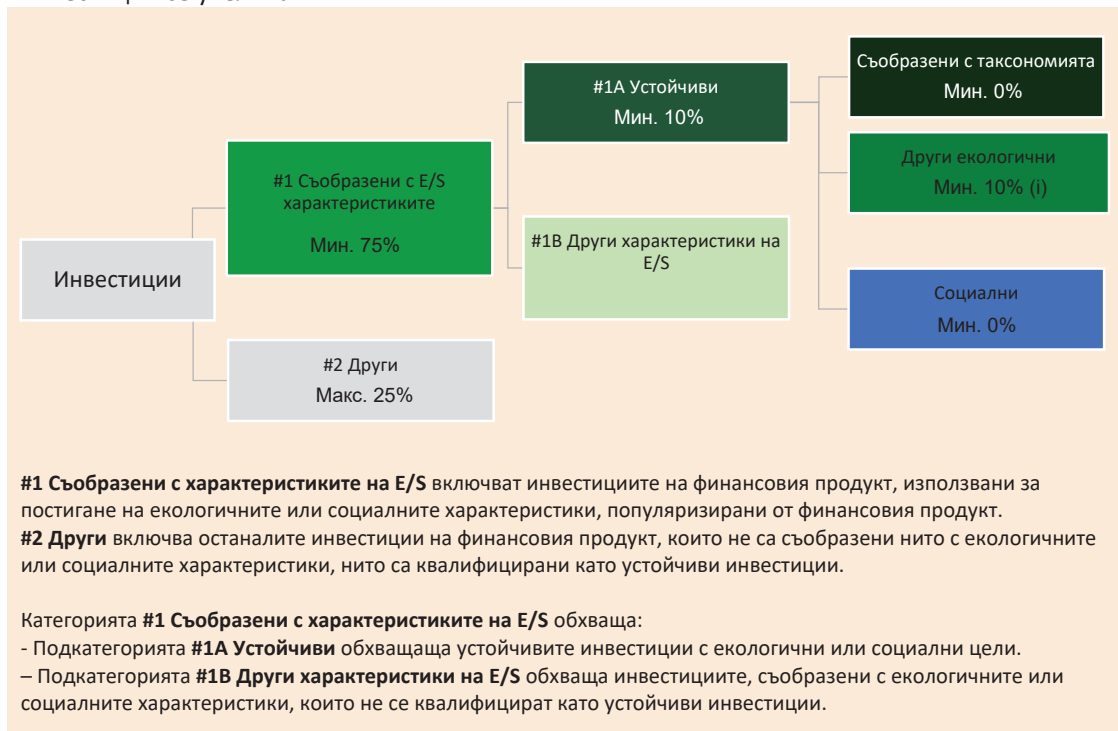 Съобразени с таксономията
Мин. 0%
#1A Устойчиви
Мин. 10%
Други екологични
Мин. 10% (i)
#1 Съобразени с E/S
характеристиките
Мин. 75%
#1B Други характеристики на
E/S
Инвестиции
Социални
Мин. 0%
#2 Други
Макс. 25%
#1 Съобразени с характеристиките на E/S включват инвестициите на финансовия продукт, използвани за
постигане на екологичните или социалните характеристики, популяризирани от финансовия продукт.
#2 Други включва останалите инвестиции на финансовия продукт, които не са съобразени нито с екологичните
или социалните характеристики, нито са квалифицирани като устойчиви инвестиции.
Категорията #1 Съобразени с характеристиките на E/S обхваща:
- Подкатегорията #1A Устойчиви обхващаща устойчивите инвестиции с екологични или социални цели.
– Подкатегорията #1B Други характеристики на E/S обхваща инвестициите, съобразени с екологичните или
социалните характеристики, които не се квалифицират като устойчиви инвестиции.